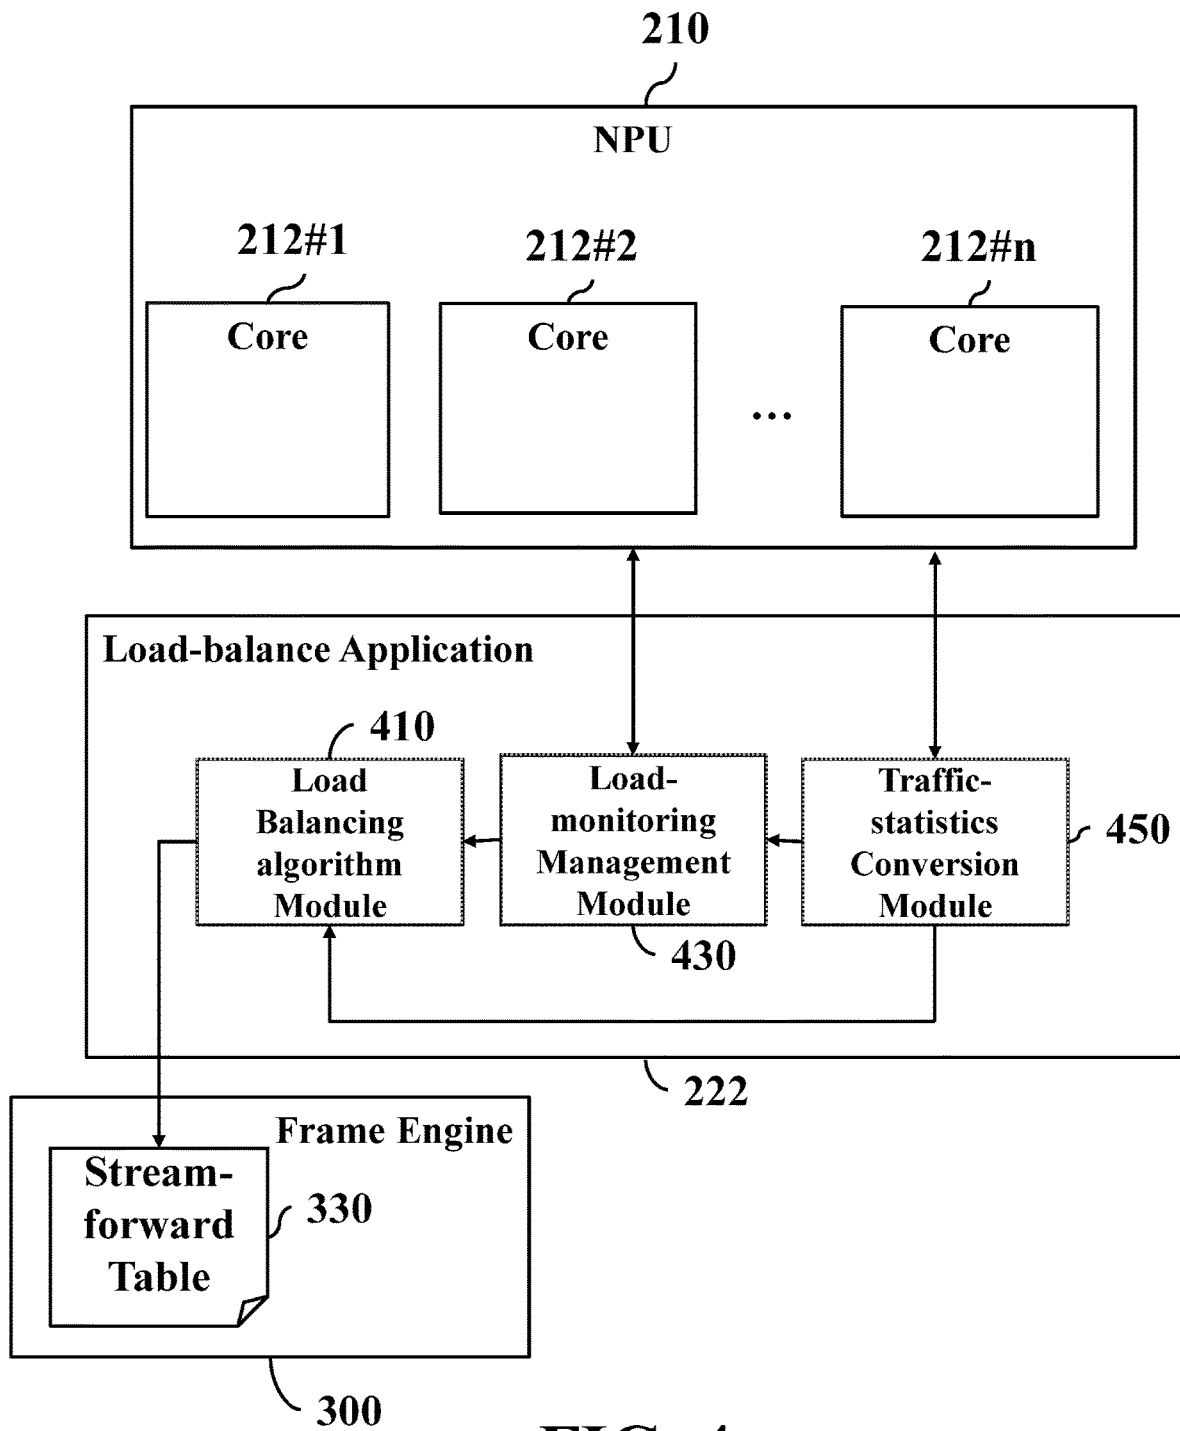 210
NPU
212#1
212#2
212#n
Core
Core
Core
...
Load-balance Application
410
Load
Balancing
algorithm
Module
Load-
monitoring
Management
Module
430
Traffic-
statistics
Conversion
Module
450
222
Frame Engine
Stream-
forward
Table
330
300